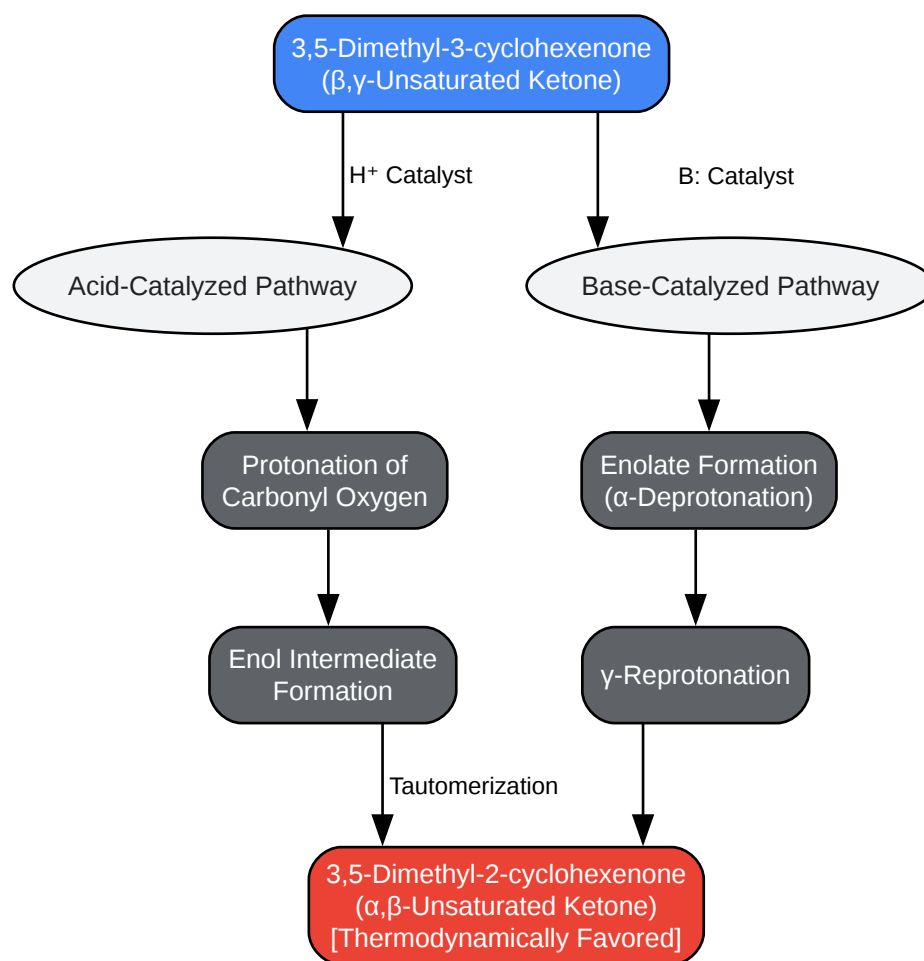 3,5-Dimethyl-3-cyclohexenone
(β,γ-Unsaturated Ketone)
H⁺ Catalyst
B: Catalyst
Acid-Catalyzed Pathway
Base-Catalyzed Pathway
Protonation of
Carbonyl Oxygen
Enolate Formation
(α-Deprotonation)
Enol Intermediate
Formation
γ-Reprotonation
Tautomerization
3,5-Dimethyl-2-cyclohexenone
(α,β-Unsaturated Ketone)
[Thermodynamically Favored]